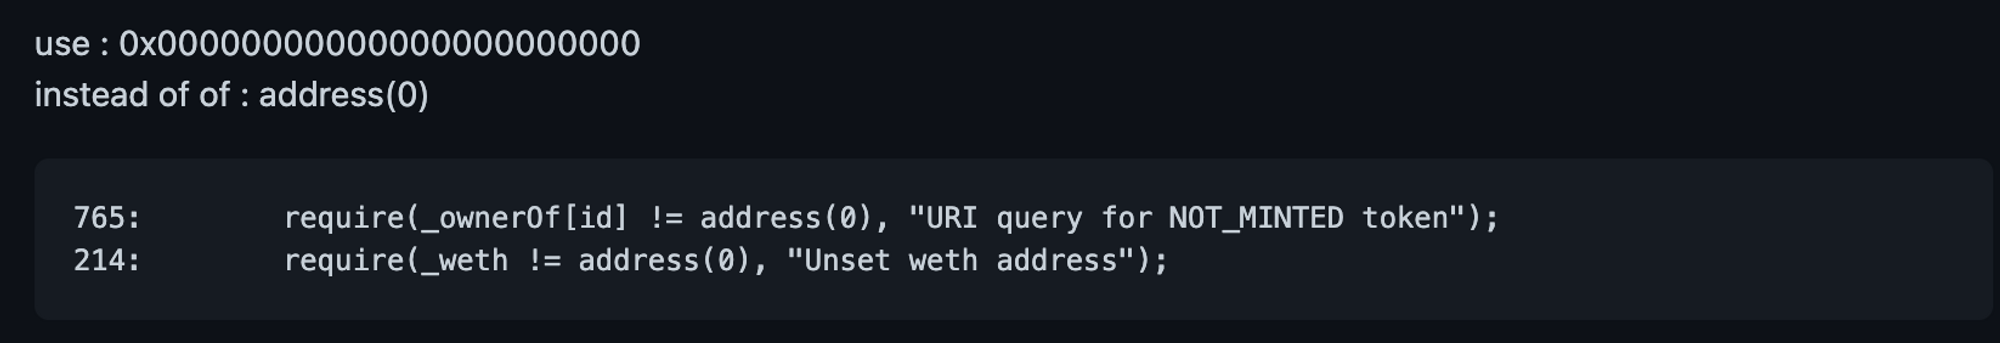 use : 0x00000000000000000000000
instead of of : address(0)
765:        require(_ownerOf[id] != address(0), "URI query for NOT_MINTED token");
214:        require(_weth != address(0), "Unset weth address");